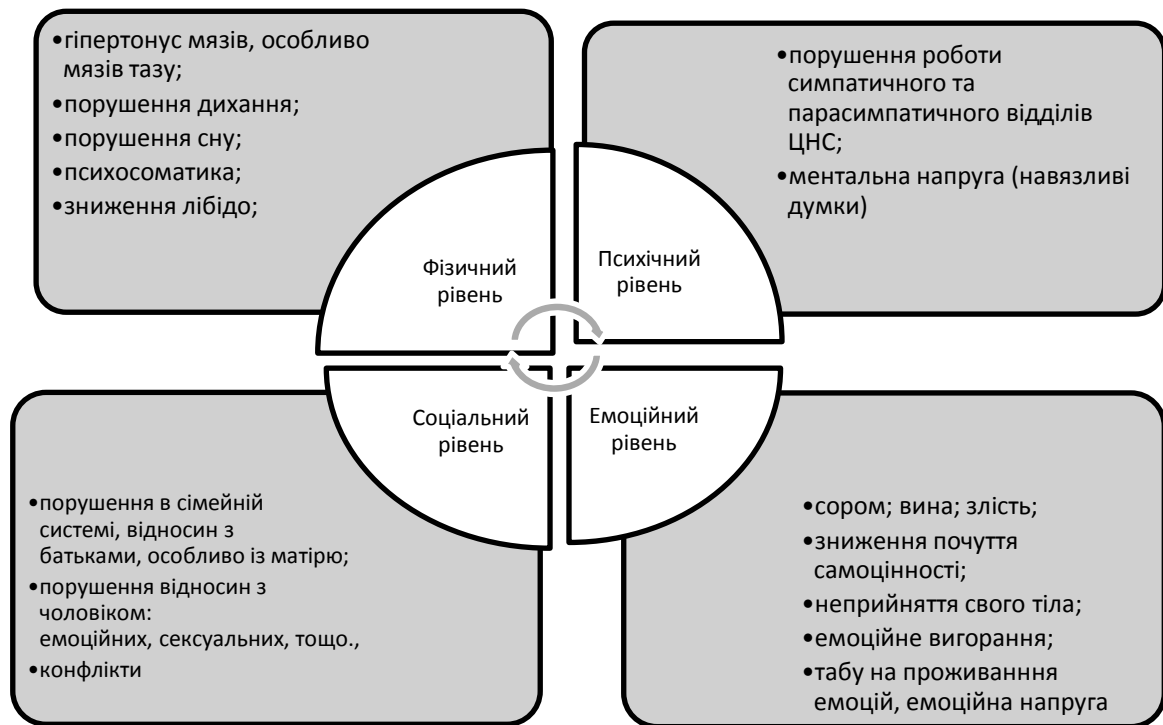 •гіпертонус мязів, особливо
мязів тазу;
•порушення дихання;
•порушення сну;
•психосоматика;
•зниження лібідо;
•порушення роботи
симпатичного та
парасимпатичного відділів
ЦНС;
•ментальна напруга (навязливі
думки)
Фізичний
рівень
Психічний
рівень
Соціальний
рівень
Емоційний
рівень
•порушення в сімейній
системі, відносин з
батьками, особливо із матірю;
•порушення відносин з
чоловіком:
емоційних, сексуальних, тощо.,
•конфлікти
•сором; вина; злість;
•зниження почуття
самоцінності;
•неприйняття свого тіла;
•емоційне вигорання;
•табу на проживанння
емоцій, емоційна напруга